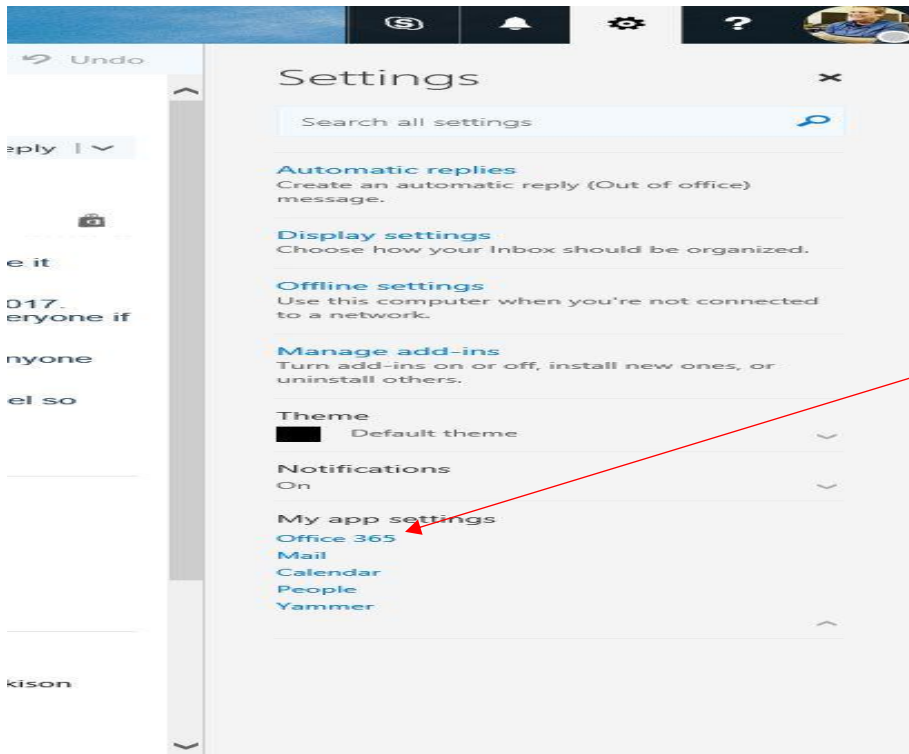 ?
Undo
Settings
Search all settings
eply
Automatic replies
Create an automatic reply (Out of office)
message.
Display settings
Choose how your Inbox should be organized.
e it
Offline settings
Use this computer when you're not connected
to a network.
017.
eryone if
Manage add-ins
Turn add-ins on or off, install new ones, or
uninstall others.
nyone
el so
Theme
Default theme
Notifications
On
My app settings
Office 365
Mail
Calendar
People
Yammer
kison